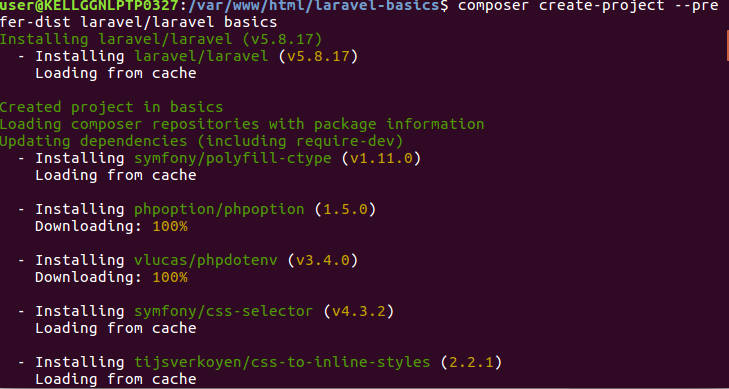 user@KELLGGNLPTP0327:/var/www/html/laravel-basics$ composer create-project --pre
fer-dist laravel/laravel basics
Installing laravel/laravel (v5.8.17)
  - Installing laravel/laravel (v5.8.17)
    Loading from cache

Created project in basics
Loading composer repositories with package information
Updating dependencies (including require-dev)
  - Installing symfony/polyfill-ctype (v1.11.0)
    Loading from cache

  - Installing phpoption/phpoption (1.5.0)
    Downloading: 100%

  - Installing vlucas/phpdotenv (v3.4.0)
    Downloading: 100%

  - Installing symfony/css-selector (v4.3.2)
    Loading from cache

  - Installing tijsverkoyen/css-to-inline-styles (2.2.1)
    Loading from cache